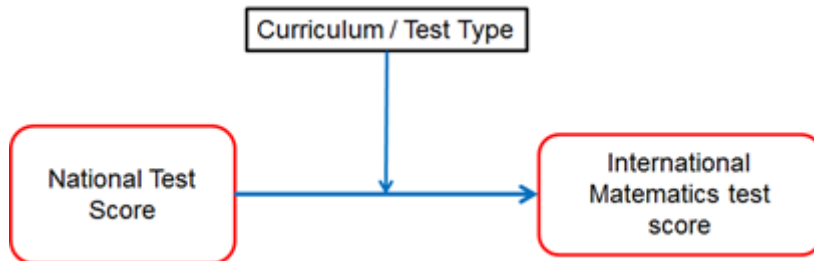 Curriculum / Test Type
National Test
Score
International
Matematics test
score